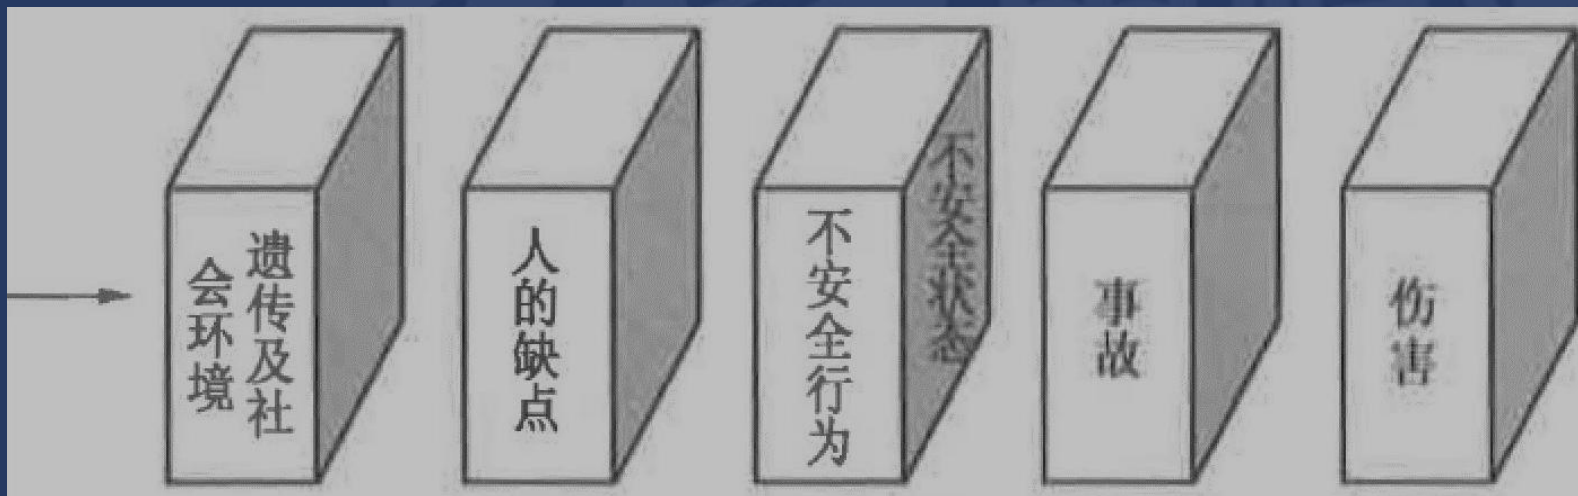 遗传及社
会环境
人的缺点
不安全行为
不安全状态
事故
伤害